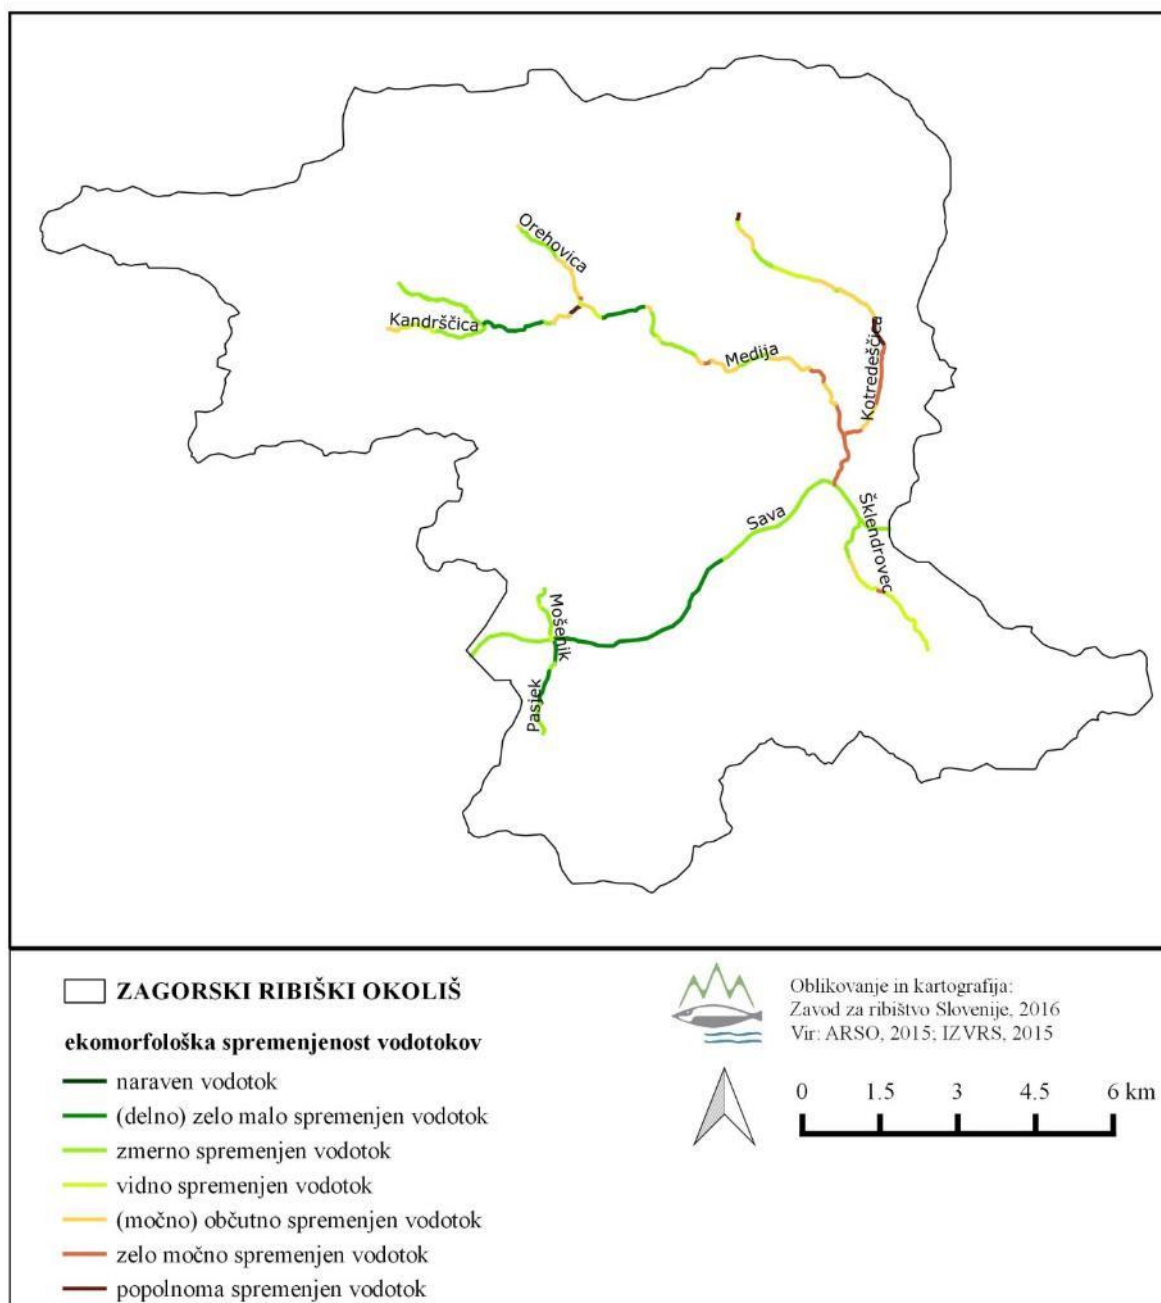 Orehovica
Kandrščica
Medija
Kotredeščica
Sava
Šklendrovec
Mošenik
Pasjek
ZAGORSKI RIBIŠKI OKOLIŠ
ekomorfološka spremenjenost vodotokov
naraven vodotok
(delno) zelo malo spremenjen vodotok
zmerno spremenjen vodotok
vidno spremenjen vodotok
(močno) občutno spremenjen vodotok
zelo močno spremenjen vodotok
popolnoma spremenjen vodotok
Oblikovanje in kartografija:
Zavod za ribištvo Slovenije, 2016
Vir: ARSO, 2015; IZVRS, 2015
0 1.5 3 4.5 6 km